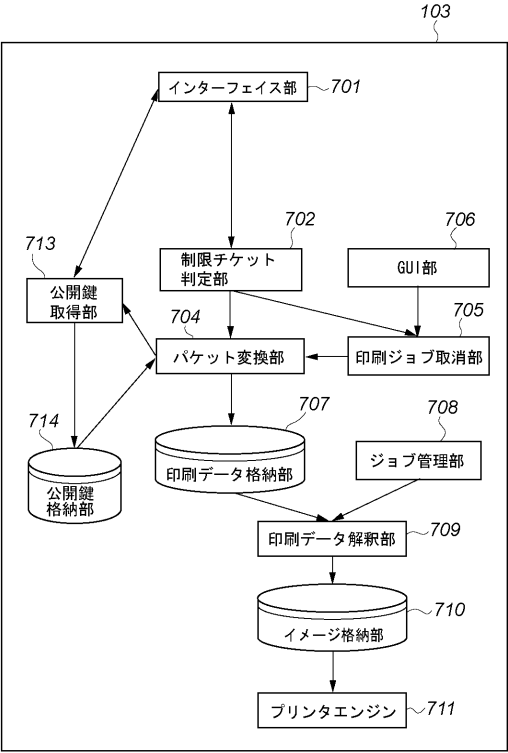 103
インターフェイス部
701
702
706
713
制限チケット
判定部
GUI部
公開鍵
取得部
704
705
パケット変換部
印刷ジョブ取消部
707
708
714
印刷データ格納部
ジョブ管理部
公開鍵
格納部
印刷データ解釈部
709
710
イメージ格納部
プリンタエンジン
711